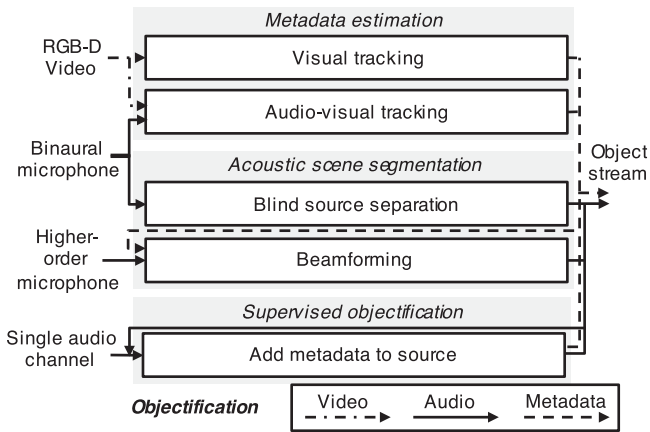 Metadata estimation
RGB-D
Video
Visual tracking
Audio-visual tracking
Binaural
microphone
Acoustic scene segmentation
Object
stream
Blind source separation
Higher-
order
microphone
Beamforming
Supervised objectification
Single audio
channel
Add metadata to source
Objectification
Video
Audio
Metadata